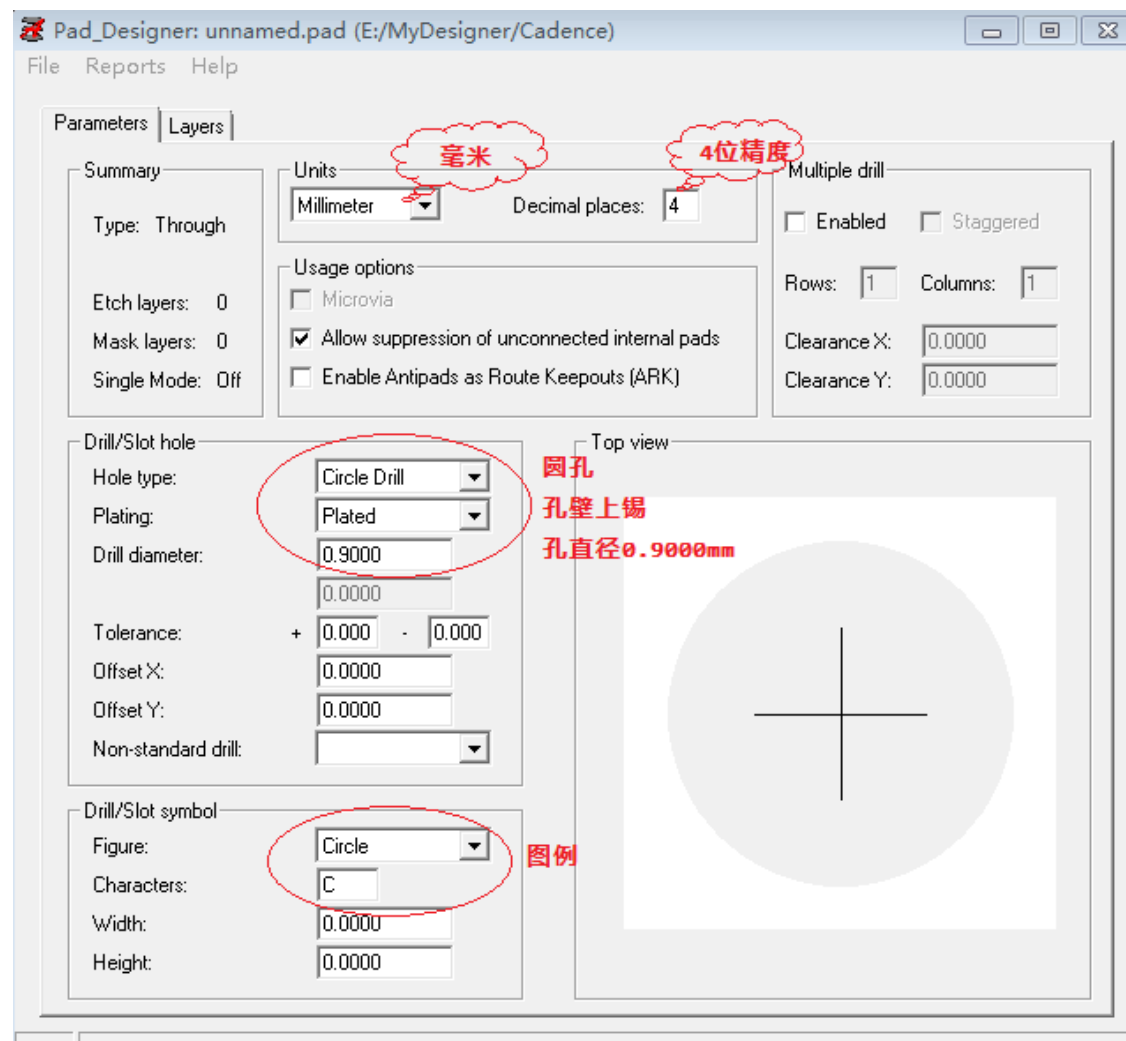 Pad_Designer: unnamed.pad (E:/MyDesigner/Cadence)
File Reports Help
Parameters Layers
毫米
4位精度
Summary
Type: Through
Etch layers: 0
Mask layers: 0
Single Mode: Off
Units
Millimeter
Decimal places: 4
Usage options
Microvia
Allow suppression of unconnected internal pads
Enable Antipads as Route Keepouts (ARK)
Multiple drill
Enabled Staggered
Rows: 1 Columns: 1
Clearance X: 0.0000
Clearance Y: 0.0000
Drill/Slot hole
Hole type: Circle Drill
Plating: Plated
Drill diameter: 0.9000
0.0000
Tolerance: + 0.000 - 0.000
Offset X: 0.0000
Offset Y: 0.0000
Non-standard drill:
圆孔
孔壁上锡
孔直径0.9000mm
Top view
Drill/Slot symbol
Figure: Circle
Characters: C
Width: 0.0000
Height: 0.0000
图例